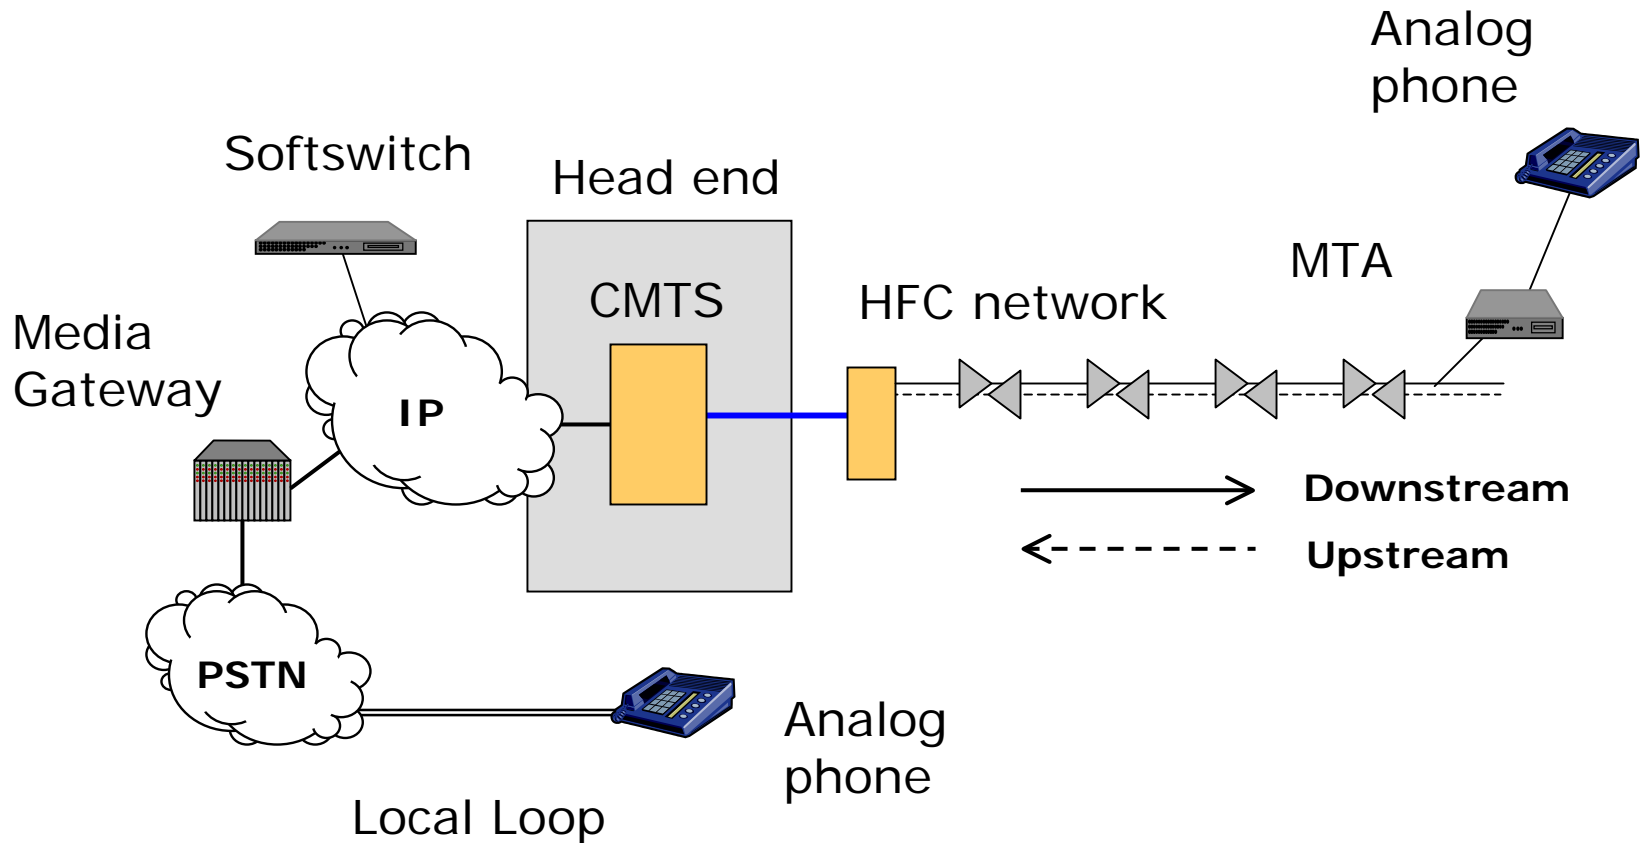 Analog
phone
Softswitch
Head end
MTA
CMTS
HFC network
Media
Gateway
IP
Downstream
Upstream
PSTN
Analog
phone
Local Loop